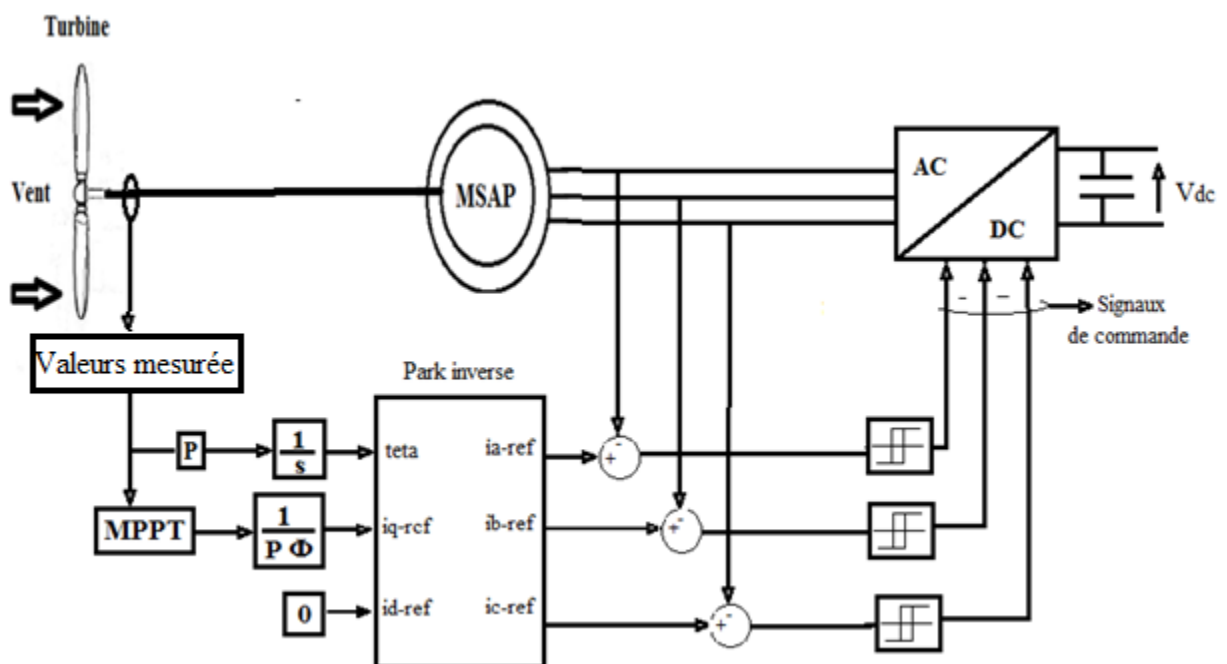 Turbine
Vent
MSAP
AC
DC
Vdc
Signaux
de commande
Valeurs mesurée
Park inverse
P
1
s
teta
ia-ref
+
-
MPPT
1
P Φ
iq-rcf
ib-ref
+
-
0
id-ref
ic-ref
+
-